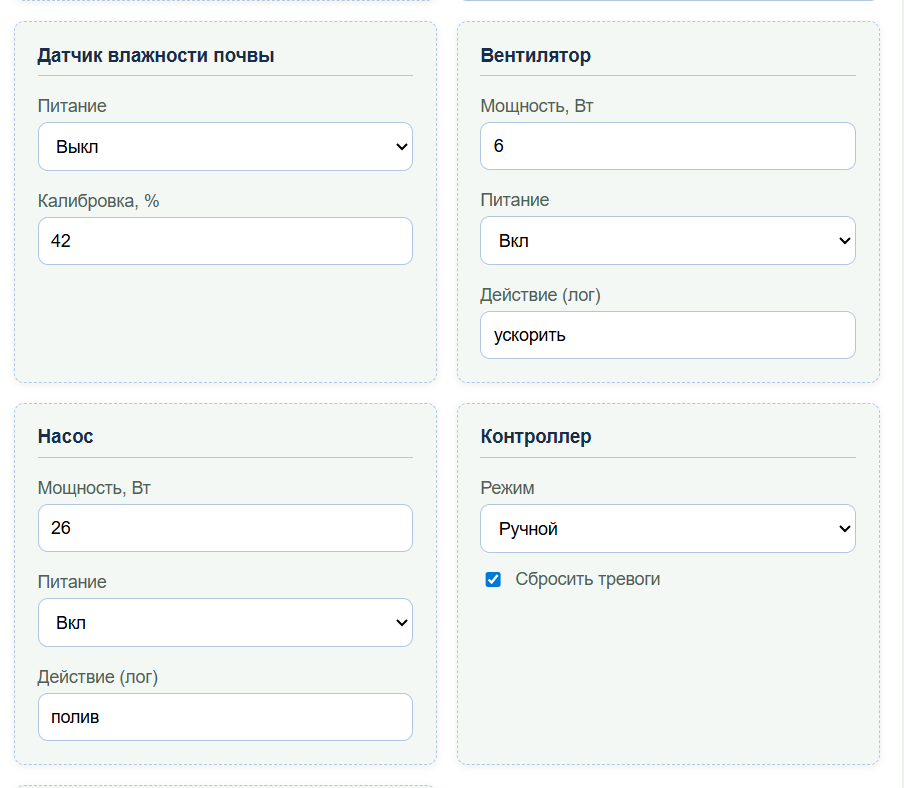 Датчик влажности почвы
Питание
Выкл
Калибровка, %
42
Вентилятор
Мощность, Вт
6
Питание
Вкл
Действие (лог)
ускорить
Насос
Мощность, Вт
26
Питание
Вкл
Действие (лог)
полив
Контроллер
Режим
Ручной
Сбросить тревоги